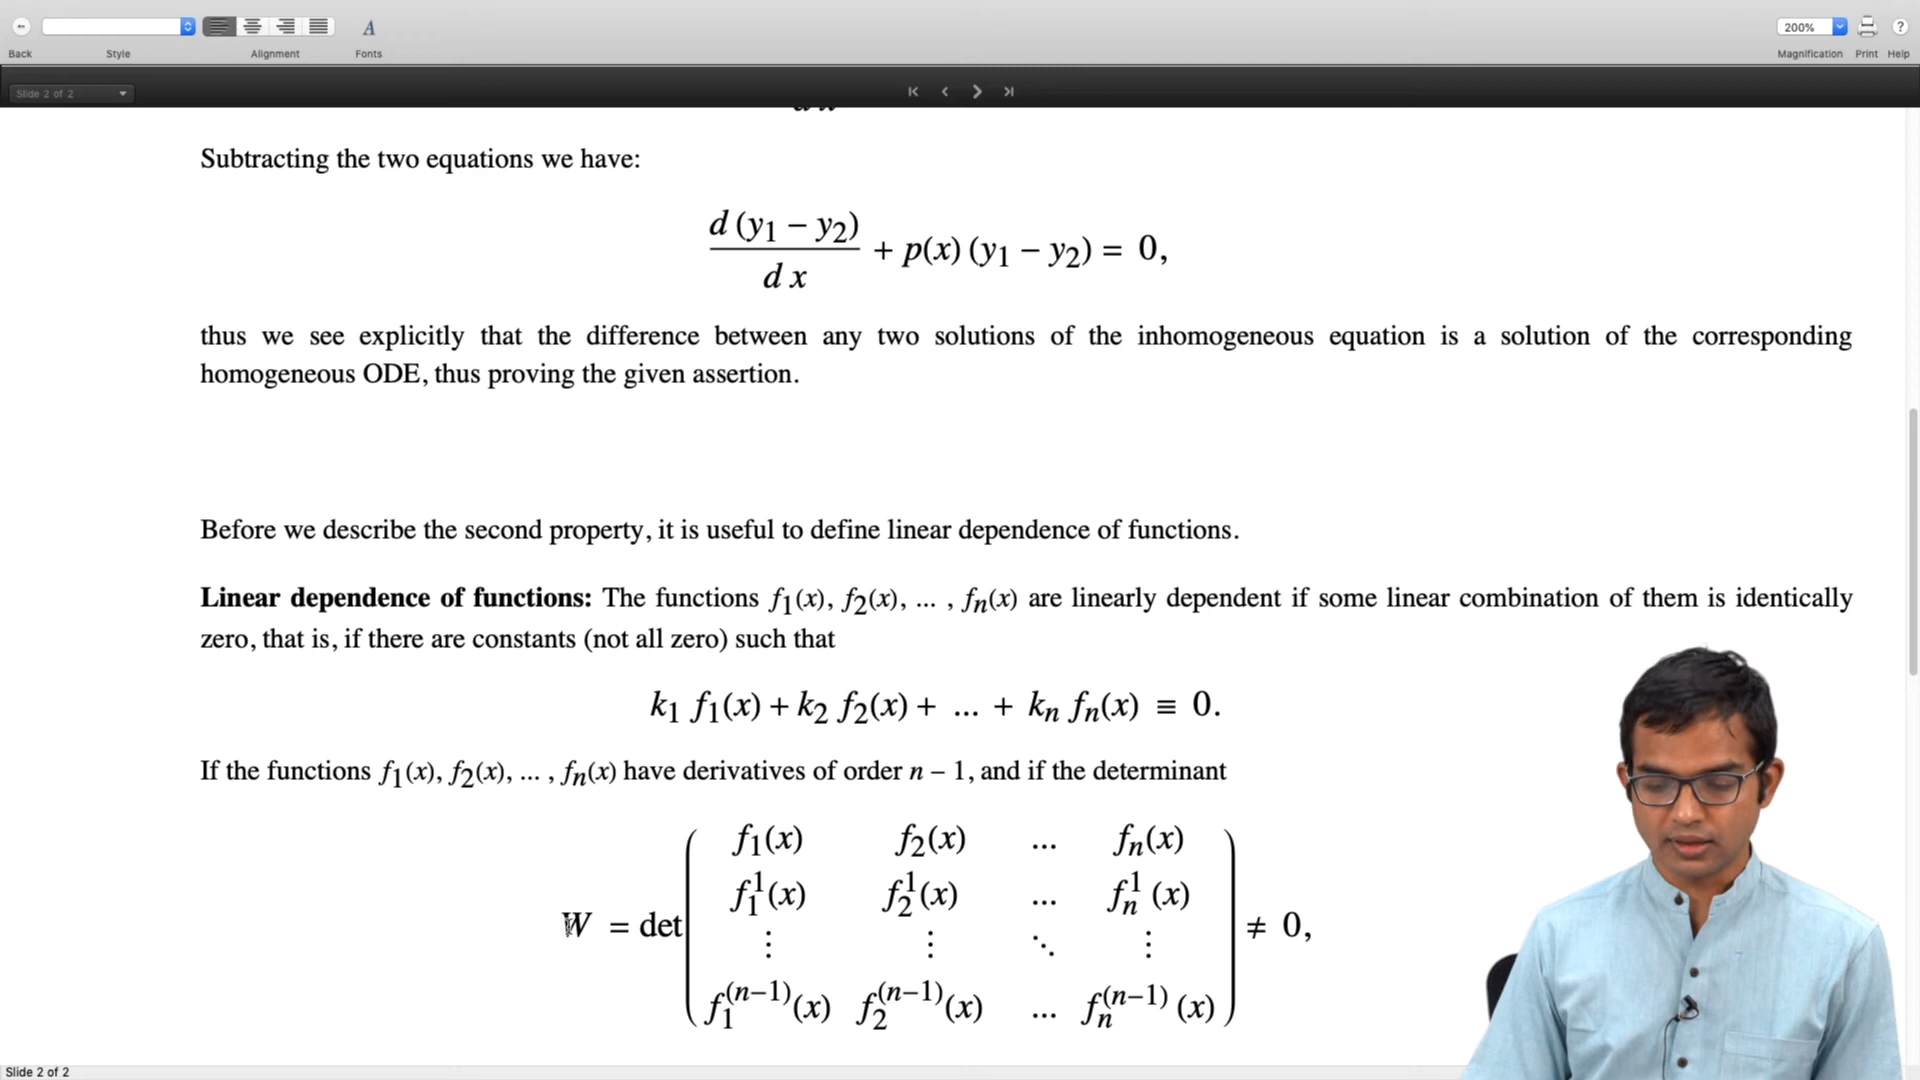 200%
Back Style Alignment Fonts Magnification Print Help
Slide 2 of 2
Subtracting the two equations we have:
d (y₁ − y₂)
────── + p(x) (y₁ − y₂) = 0,
d x
thus we see explicitly that the difference between any two solutions of the inhomogeneous equation is a solution of the corresponding
homogeneous ODE, thus proving the given assertion.
Before we describe the second property, it is useful to define linear dependence of functions.
Linear dependence of functions: The functions f₁(x), f₂(x), ... , fₙ(x) are linearly dependent if some linear combination of them is identically
zero, that is, if there are constants (not all zero) such that
k₁ f₁(x) + k₂ f₂(x) + ... + kₙ fₙ(x) ≡ 0.
If the functions f₁(x), f₂(x), ... , fₙ(x) have derivatives of order n − 1, and if the determinant
f₁(x) f₂(x) ... fₙ(x)
f₁¹(x) f₂¹(x) ... fₙ¹ (x)
W = det ⋮ ⋮ ⋱ ⋮ ≠ 0,
f₁⁽ⁿ⁻¹⁾(x) f₂⁽ⁿ⁻¹⁾(x) ... fₙ⁽ⁿ⁻¹⁾ (x)
Slide 2 of 2